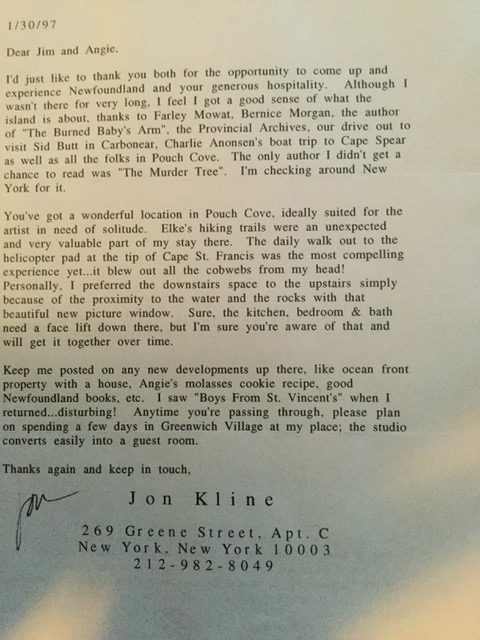 1/30/97
Dear Jim and Angie,
I'd just like to thank you both for the opportunity to come up and
experience Newfoundland and your generous hospitality. Although I
wasn't there for very long, I feel I got a good sense of what the
island is about, thanks to Farley Mowat, Bernice Morgan, the author
of "The Burned Baby's Arm", the Provincial Archives, our drive out to
visit Sid Butt in Carbonear, Charlie Anonsen's boat trip to Cape Spear
as well as all the folks in Pouch Cove. The only author I didn't get a
chance to read was "The Murder Tree". I'm checking around New
York for it.
You've got a wonderful location in Pouch Cove, ideally suited for the
artist in need of solitude. Elke's hiking trails were an unexpected
and very valuable part of my stay there. The daily walk out to the
helicopter pad at the tip of Cape St. Francis was the most compelling
experience yet...it blew out all the cobwebs from my head!
Personally, I preferred the downstairs space to the upstairs simply
because of the proximity to the water and the rocks with that
beautiful new picture window. Sure, the kitchen, bedroom & bath
need a face lift down there, but I'm sure you're aware of that and
will get it together over time.
Keep me posted on any new developments up there, like ocean front
property with a house, Angie's molasses cookie recipe, good
Newfoundland books, etc. I saw "Boys From St. Vincent's" when I
returned...disturbing! Anytime you're passing through, please plan
on spending a few days in Greenwich Village at my place; the studio
converts easily into a guest room.
Thanks again and keep in touch,
Jon
Jon Kline
269 Greene Street, Apt. C
New York, New York 10003
212-982-8049